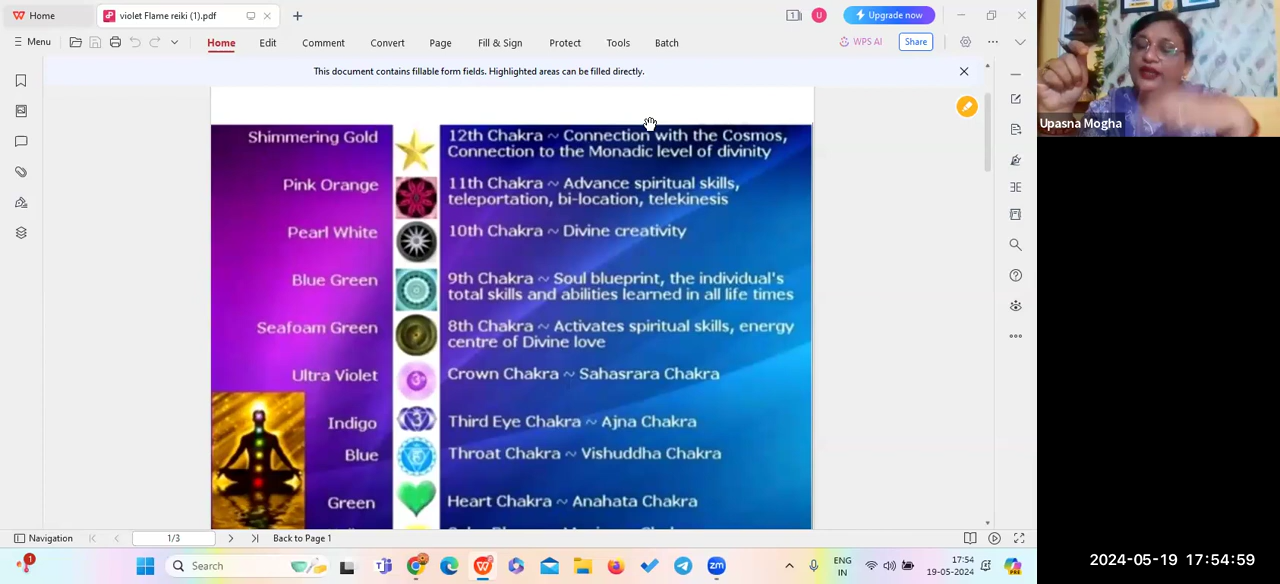 Home
violet Flame reiki (1).pdf
1
U
Upgrade now
Menu
Home
Edit
Comment
Convert
Page
Fill & Sign
Protect
Tools
Batch
WPS AI
Share
This document contains fillable form fields. Highlighted areas can be filled directly.
Upasna Mogha
Shimmering Gold
12th Chakra ~ Connection with the Cosmos,
Connection to the Monadic level of divinity
Pink Orange
11th Chakra ~ Advance spiritual skills,
teleportation, bi-location, telekinesis
Pearl White
10th Chakra ~ Divine creativity
Blue Green
9th Chakra ~ Soul blueprint, the individual's
total skills and abilities learned in all life times
Seafoam Green
8th Chakra ~ Activates spiritual skills, energy
centre of Divine love
Ultra Violet
Crown Chakra ~ Sahasrara Chakra
Indigo
Third Eye Chakra ~ Ajna Chakra
Blue
Throat Chakra ~ Vishuddha Chakra
Green
Heart Chakra ~ Anahata Chakra
Navigation
1/3
Back to Page 1
1
Search
zm
ENG
IN
17:54
19-05-2024
2024-05-19 17:54:59